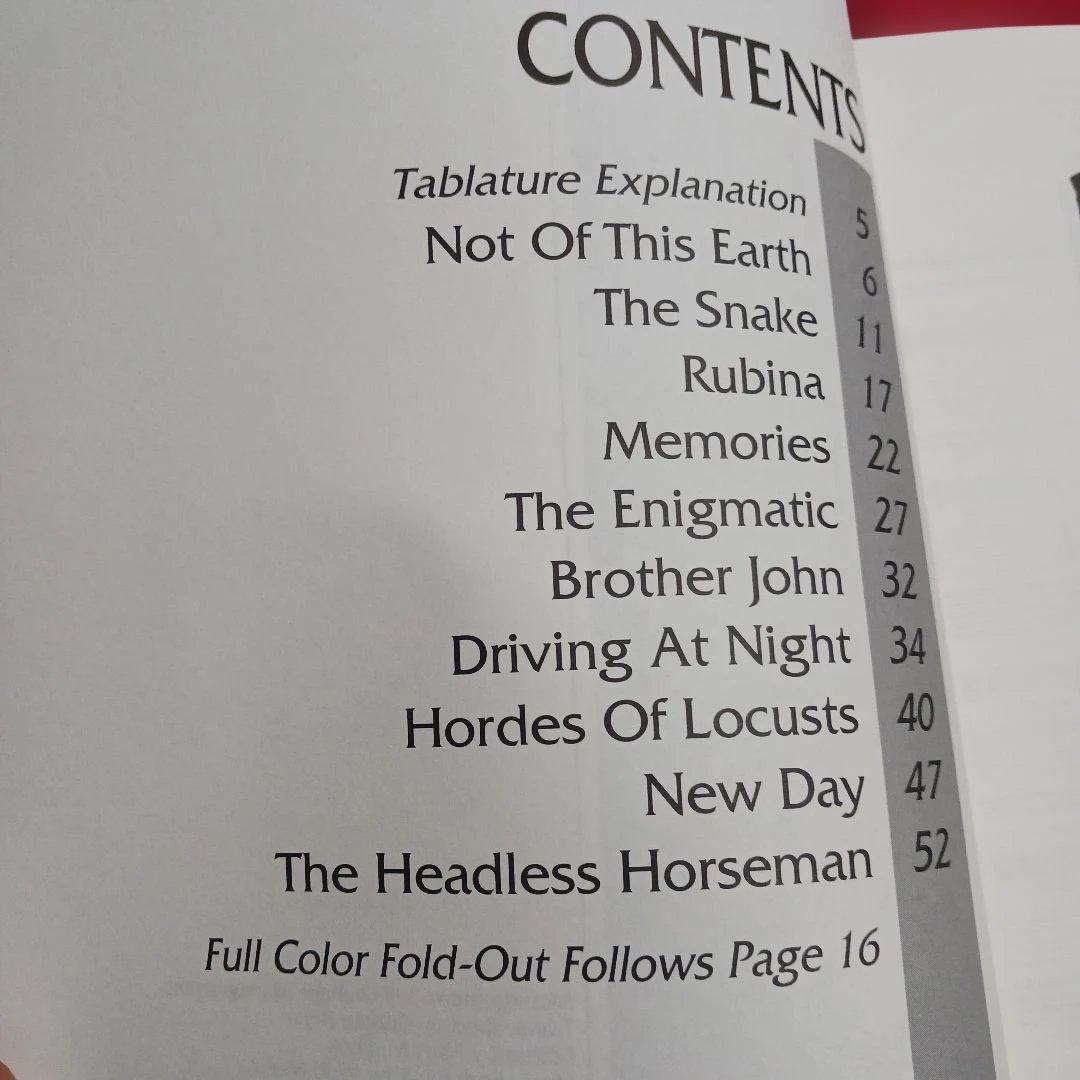 CONTENTS
Tablature Explanation 5
Not Of This Earth 6
The Snake 11
Rubina 17
Memories 22
The Enigmatic 27
Brother John 32
Driving At Night 34
Hordes Of Locusts 40
New Day 47
The Headless Horseman 52
Full Color Fold-Out Follows Page 16